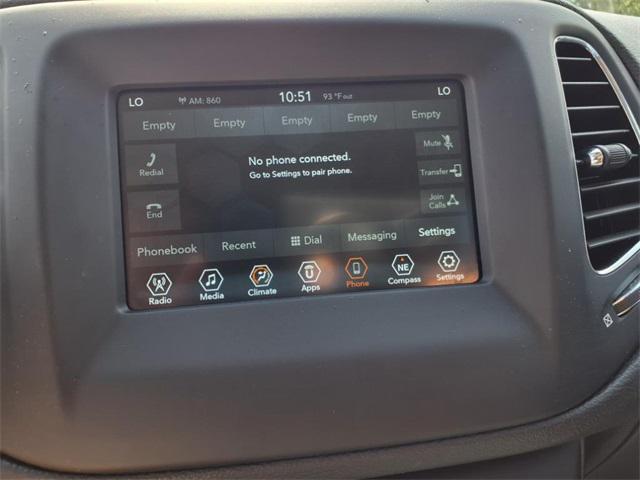 LO AM: 860 10:51 93 °F out LO
Empty Empty Empty Empty Empty
Redial
No phone connected.
Go to Settings to pair phone.
Mute
Transfer
End
Join
Calls
Phonebook Recent Dial Messaging Settings
Radio Media Climate Apps Phone NE Compass Settings